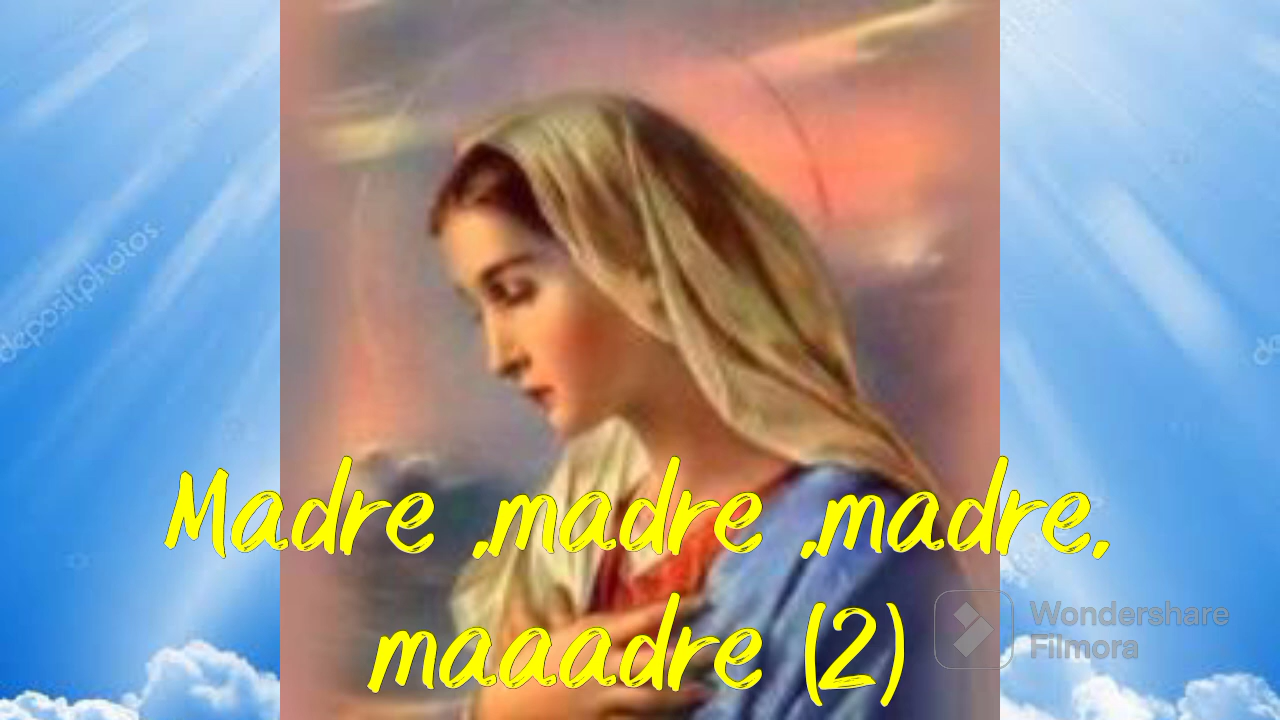 depositphotos
Madre ,madre ,madre,
maaadre (2)
Wondershare
Filmora